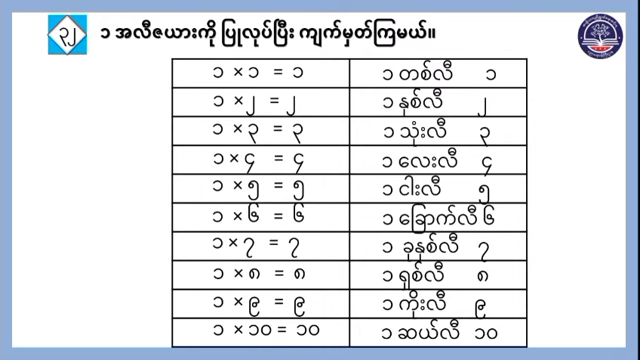 ၃၂ ၁ အလီဇယားကို ပြုလုပ်ပြီး ကျက်မှတ်ကြမယ်။
၁ × ၁ = ၁ ၁ တစ်လီ ၁
၁ × ၂ = ၂ ၁ နှစ်လီ ၂
၁ × ၃ = ၃ ၁ သုံးလီ ၃
၁ × ၄ = ၄ ၁ လေးလီ ၄
၁ × ၅ = ၅ ၁ ငါးလီ ၅
၁ × ၆ = ၆ ၁ ခြောက်လီ ၆
၁ × ၇ = ၇ ၁ ခုနှစ်လီ ၇
၁ × ၈ = ၈ ၁ ရှစ်လီ ၈
၁ × ၉ = ၉ ၁ ကိုးလီ ၉
၁ × ၁၀ = ၁၀ ၁ ဆယ်လီ ၁၀